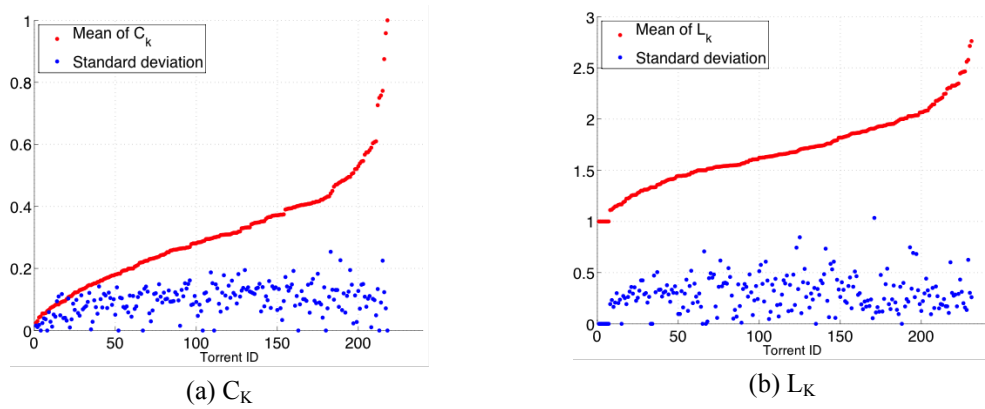 1
0.8
0.6
0.4
0.2
0
Mean of C_k
Standard deviation
0 50 100 150 200
Torrent ID
(a) C_K
3
2.5
2
1.5
1
0.5
0
Mean of L_k
Standard deviation
0 50 100 150 200
Torrent ID
(b) L_K